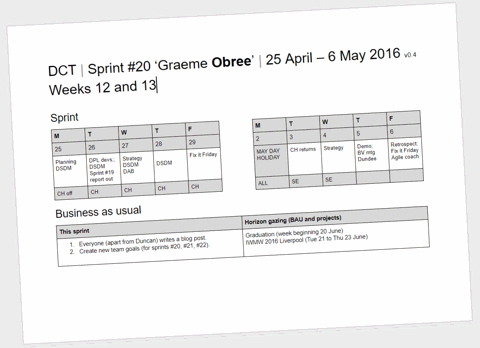 DCT | Sprint #20 ‘Graeme Obree’ | 25 April – 6 May 2016 v0.4
Weeks 12 and 13
Sprint
M T W T F
25 26 27 28 29
Planning DSDM
DPL devs.; DSDM Sprint #19 report out
Strategy DSDM DAB
DSDM
Fix it Friday
CH off CH CH CH CH
M T W T F
2 3 4 5 6
MAY DAY HOLIDAY
CH returns
Strategy
Demo. BV mtg Dundee
Retrospect. Fix it Friday Agile coach
ALL SE SE
Business as usual
This sprint
1. Everyone (apart from Duncan) writes a blog post
2. Create new team goals (for sprints #20, #21, #22).
Horizon gazing (BAU and projects)
Graduation (week beginning 20 June)
IWMW 2016 Liverpool (Tue 21 to Thu 23 June)